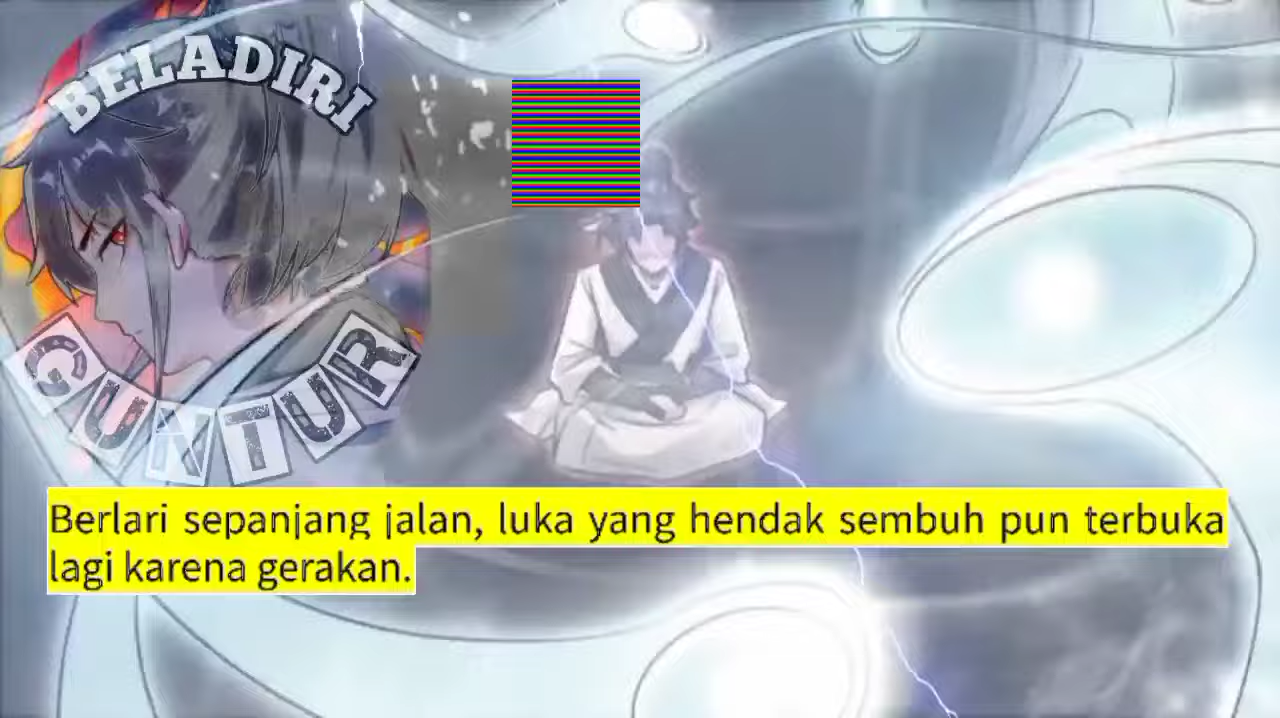 BELADIRI
GUNTUR
Berlari sepanjang jalan, luka yang hendak sembuh pun terbuka
lagi karena gerakan.